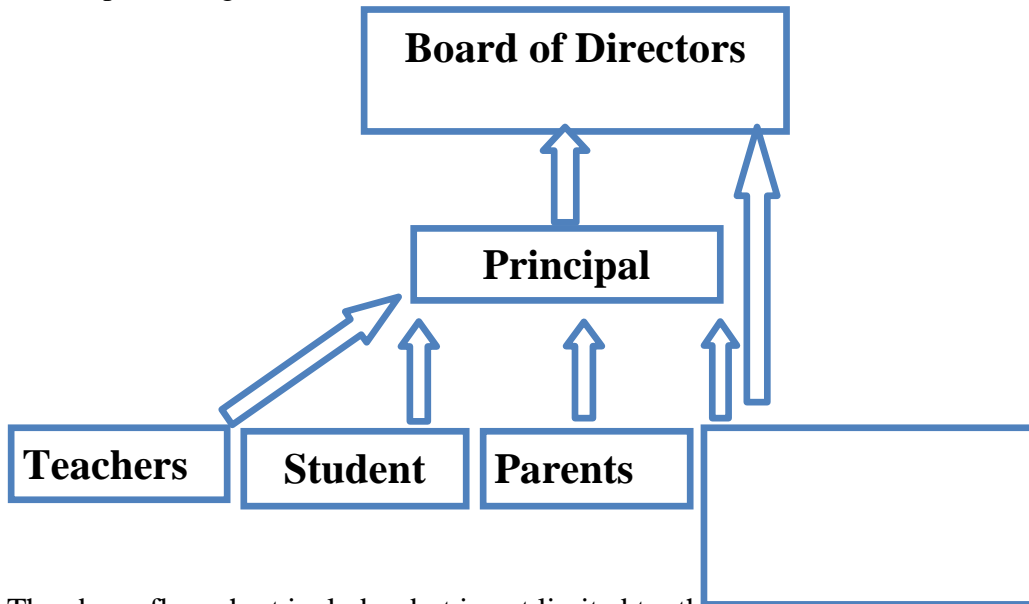 Board of Directors
Principal
Teachers
Student
Parents